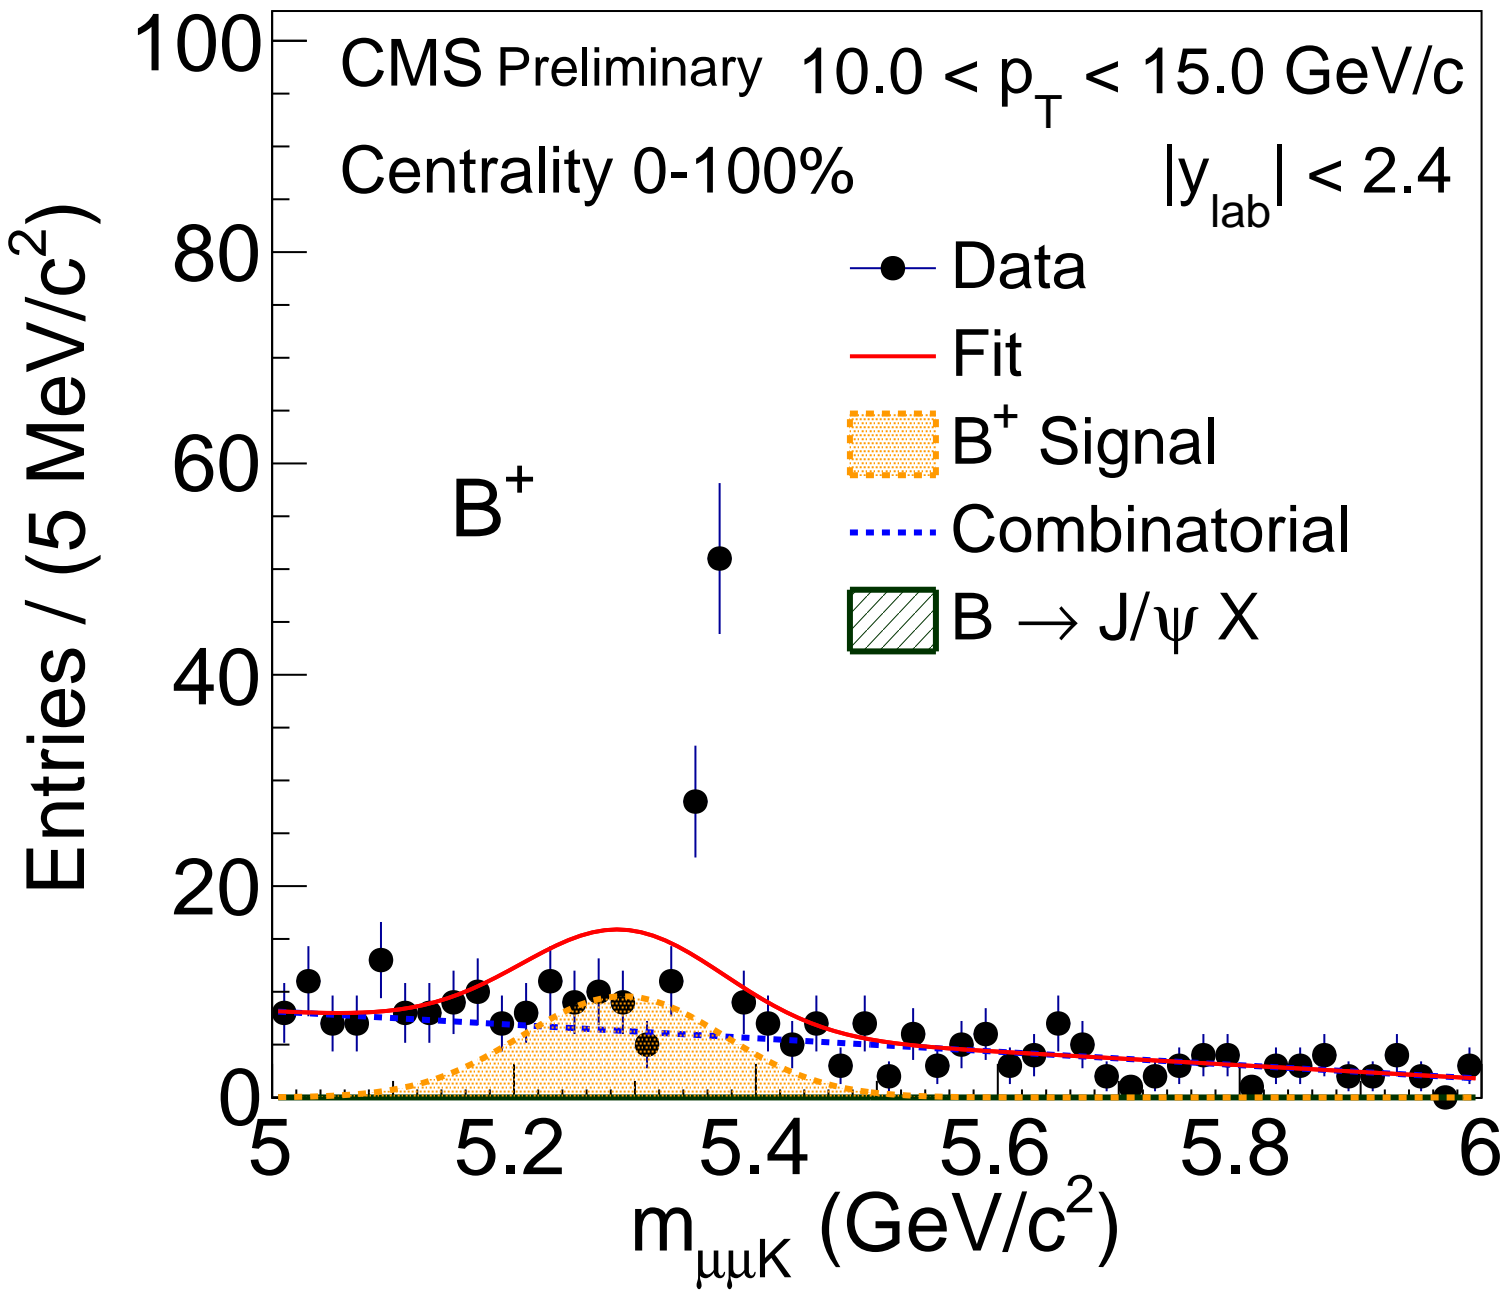 100
80
60
40
20
0
Entries / (5 MeV/c²)
CMS Preliminary 10.0 < p_T < 15.0 GeV/c
Centrality 0-100% |y_lab| < 2.4
Data
Fit
B⁺ Signal
Combinatorial
B → J/ψ X
B⁺
5 5.2 5.4 5.6 5.8 6
m_μμK (GeV/c²)